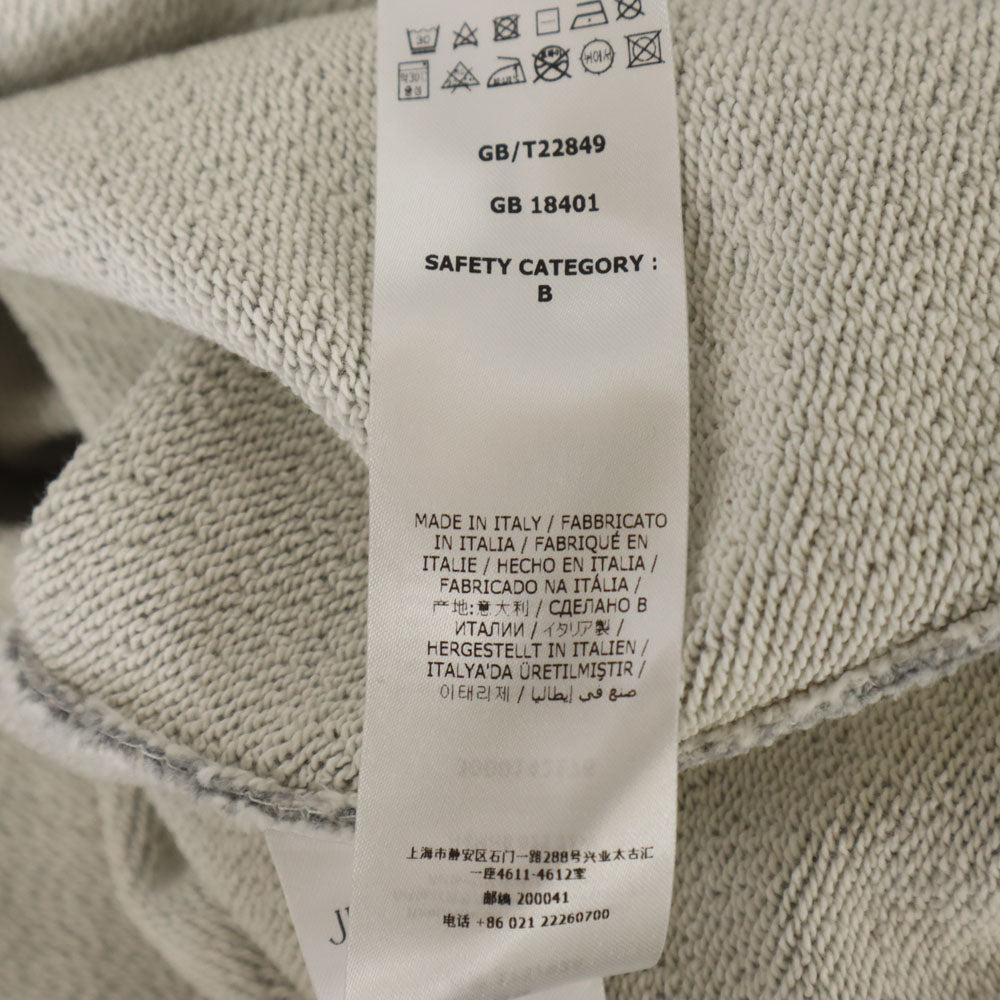 30
GB/T22849
GB 18401
SAFETY CATEGORY :
B
MADE IN ITALY / FABBRICATO
IN ITALIA / FABRIQUÉ EN
ITALIE / HECHO EN ITALIA /
FABRICADO NA ITÁLIA /
产地:意大利 / СДЕЛАНО В
ИТАЛИИ / イタリア製 /
HERGESTELLT IN ITALIEN /
ITALYA'DA ÜRETILMIŞTIR /
이태리제 / صنع في إيطاليا
上海市静安区石门一路288号兴业太古汇
一座4611-4612室
邮编 200041
电话 +86 021 22260700